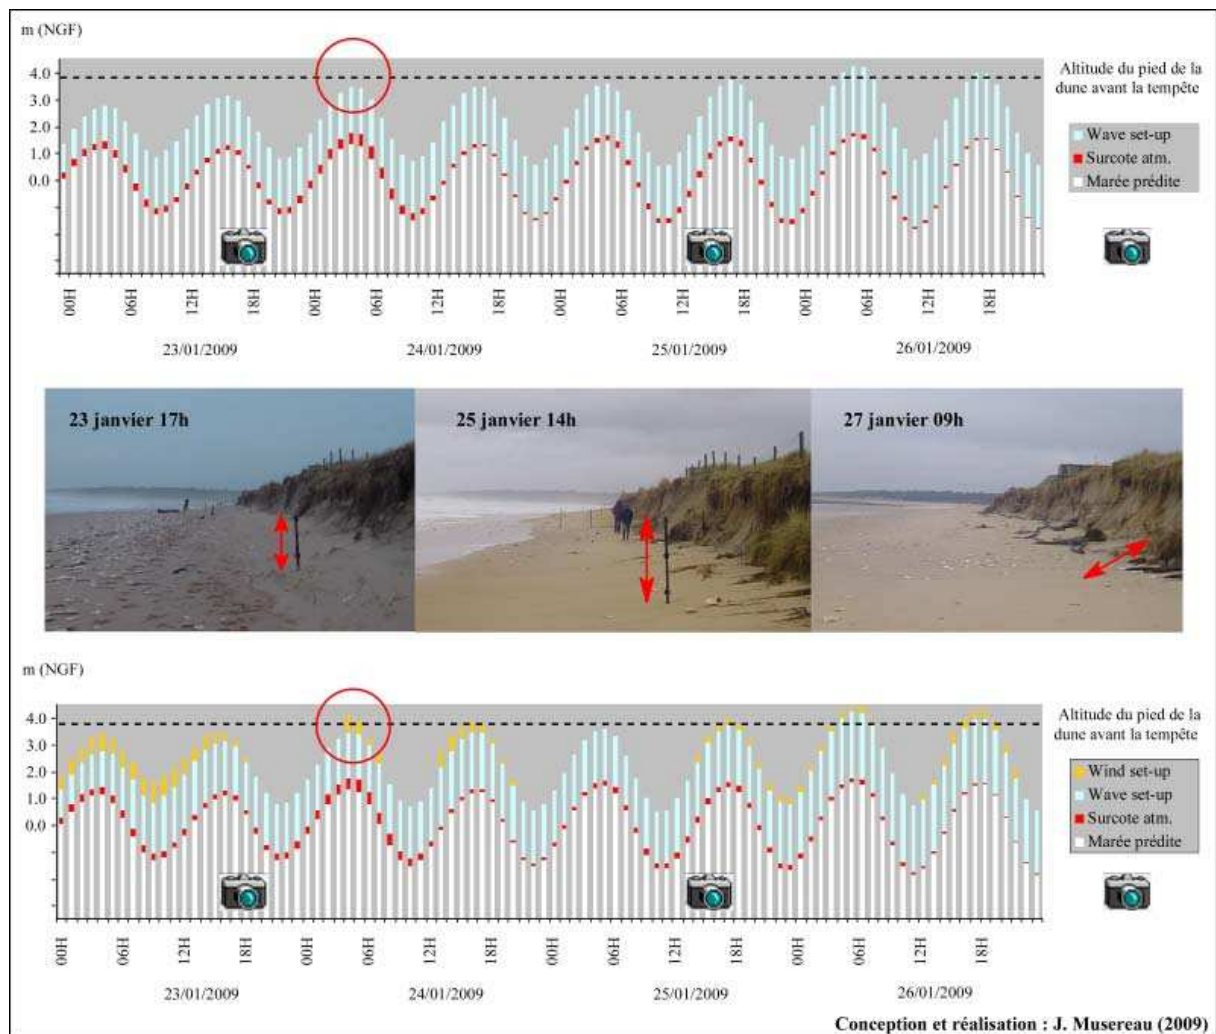 m (NGF)
4.0
3.0
2.0
1.0
0.0
Altitude du pied de la
dune avant la tempête
Wave set-up
Surcote atm.
Marée prédite
00H 06H 12H 18H 00H 06H 12H 18H 00H 06H 12H 18H 00H 06H 12H 18H
23/01/2009 24/01/2009 25/01/2009 26/01/2009
23 janvier 17h
25 janvier 14h
27 janvier 09h
m (NGF)
4.0
3.0
2.0
1.0
0.0
Altitude du pied de la
dune avant la tempête
Wind set-up
Wave set-up
Surcote atm.
Marée prédite
00H 06H 12H 18H 00H 06H 12H 18H 00H 06H 12H 18H 00H 06H 12H 18H
23/01/2009 24/01/2009 25/01/2009 26/01/2009
Conception et réalisation : J. Musereau (2009)